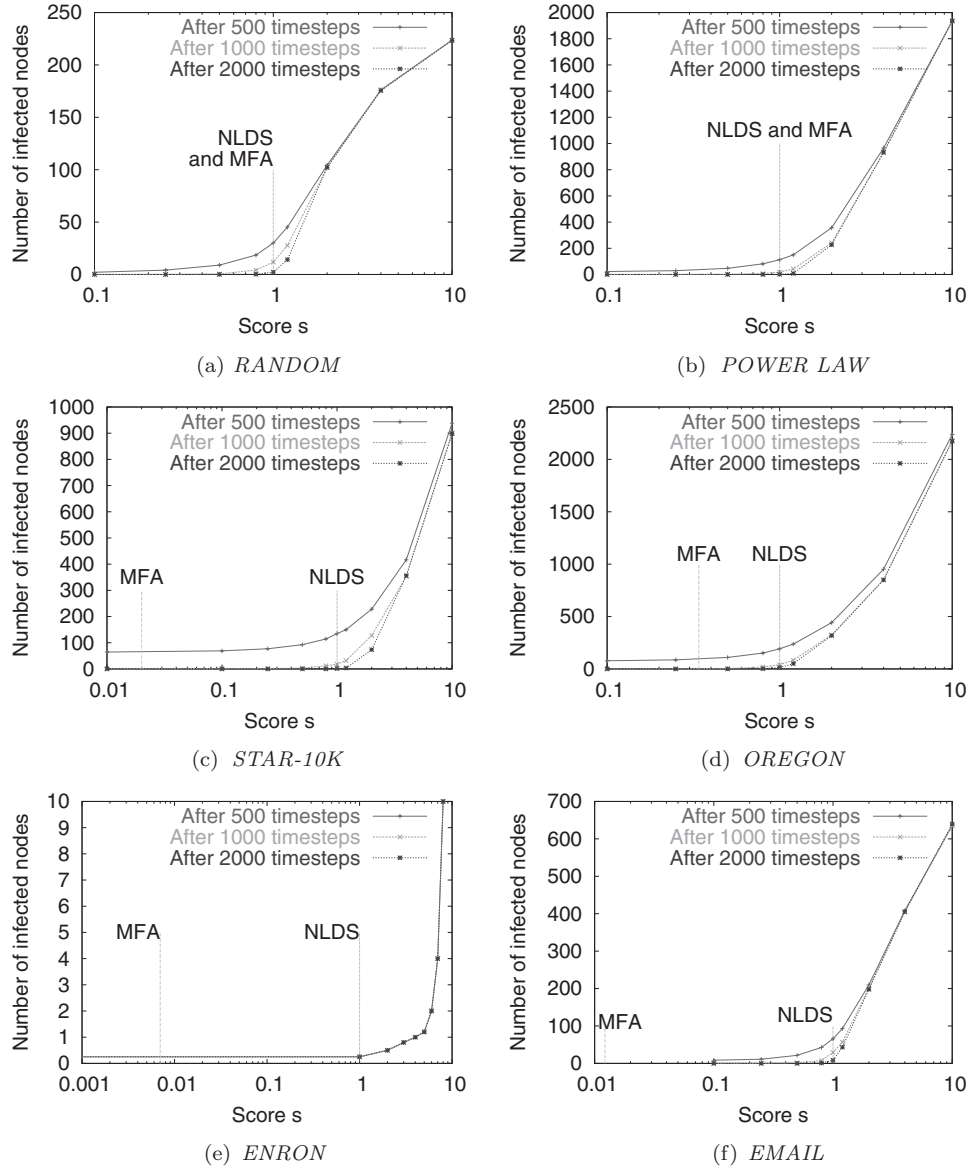 After 500 timesteps
After 1000 timesteps
After 2000 timesteps
250
200
150
100
50
0
Number of infected nodes
NLDS
and MFA
0.1
1
10
Score s
(a) RANDOM
After 500 timesteps
After 1000 timesteps
After 2000 timesteps
2000
1800
1600
1400
1200
1000
800
600
400
200
0
Number of infected nodes
NLDS and MFA
0.1
1
10
Score s
(b) POWER LAW
After 500 timesteps
After 1000 timesteps
After 2000 timesteps
1000
900
800
700
600
500
400
300
200
100
0
Number of infected nodes
MFA
NLDS
0.01
0.1
1
10
Score s
(c) STAR-10K
After 500 timesteps
After 1000 timesteps
After 2000 timesteps
2500
2000
1500
1000
500
0
Number of infected nodes
MFA
NLDS
0.1
1
10
Score s
(d) OREGON
After 500 timesteps
After 1000 timesteps
After 2000 timesteps
10
9
8
7
6
5
4
3
2
1
0
Number of infected nodes
MFA
NLDS
0.001
0.01
0.1
1
10
Score s
(e) ENRON
After 500 timesteps
After 1000 timesteps
After 2000 timesteps
700
600
500
400
300
200
100
0
Number of infected nodes
MFA
NLDS
0.01
0.1
1
10
Score s
(f) EMAIL